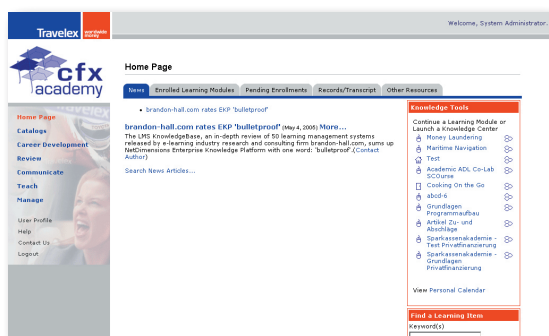 Travelex worldwide money
Welcome, System Administrator.
cfx
academy
Home Page
News
Enrolled Learning Modules
Pending Enrollments
Records/Transcript
Other Resources
Home Page
Catalogs
Career Development
Review
Communicate
Teach
Manage
User Profile
Help
Contact Us
Logout
brandon-hall.com rates EKP 'bulletproof'
brandon-hall.com rates EKP 'bulletproof' (May 4, 2005) More...
The LMS KnowledgeBase, an in-depth review of 50 learning management systems
released by e-learning industry research and consulting firm brandon-hall.com, sums up
NetDimensions Enterprise Knowledge Platform with one word: 'bulletproof'.(Contact
Author)
Search News Articles...
Knowledge Tools
Continue a Learning Module or
Launch a Knowledge Center
Money Laundering
Maritime Navigation
Test
Academic ADL Co-Lab
SCOurse
Cooking On the Go
abcd-6
Grundlagen
Programmaufbau
Artikel Zu- und
Abschläge
Sparkassenakademie -
Test Privatfinanzierung
Sparkassenakademie -
Grundlagen
Privatfinanzierung
View Personal Calendar
Find a Learning Item
Keyword(s)